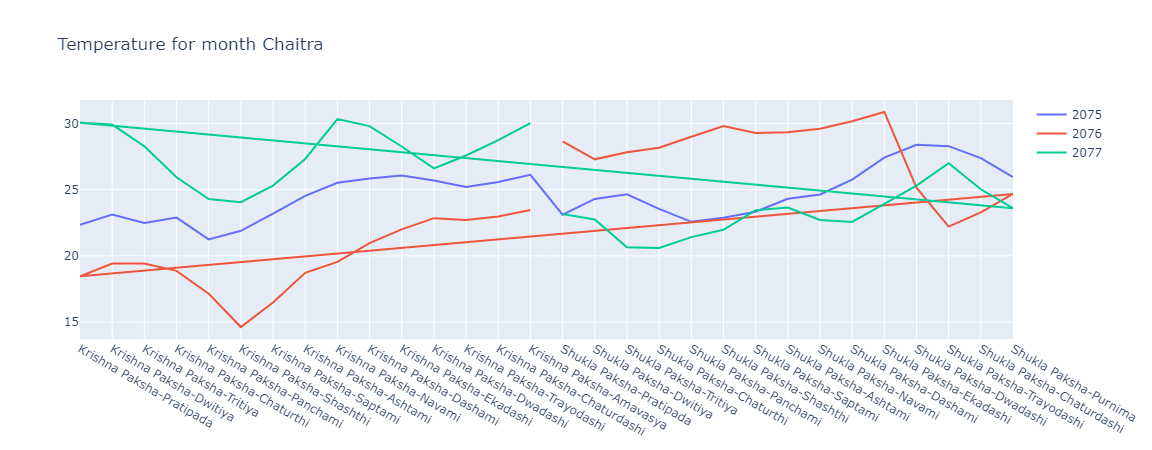 Temperature for month Chaitra
30
25
20
15
2075
2076
2077
Krishna Paksha-Pratipada
Krishna Paksha-Dwitiya
Krishna Paksha-Tritiya
Krishna Paksha-Chaturthi
Krishna Paksha-Panchami
Krishna Paksha-Shashthi
Krishna Paksha-Saptami
Krishna Paksha-Ashtami
Krishna Paksha-Navami
Krishna Paksha-Dashami
Krishna Paksha-Ekadashi
Krishna Paksha-Dwadashi
Krishna Paksha-Trayodashi
Krishna Paksha-Chaturdashi
Krishna Paksha-Amavasya
Shukla Paksha-Pratipada
Shukla Paksha-Dwitiya
Shukla Paksha-Tritiya
Shukla Paksha-Chaturthi
Shukla Paksha-Panchami
Shukla Paksha-Shashthi
Shukla Paksha-Saptami
Shukla Paksha-Ashtami
Shukla Paksha-Navami
Shukla Paksha-Dashami
Shukla Paksha-Ekadashi
Shukla Paksha-Dwadashi
Shukla Paksha-Trayodashi
Shukla Paksha-Chaturdashi
Shukla Paksha-Purnima